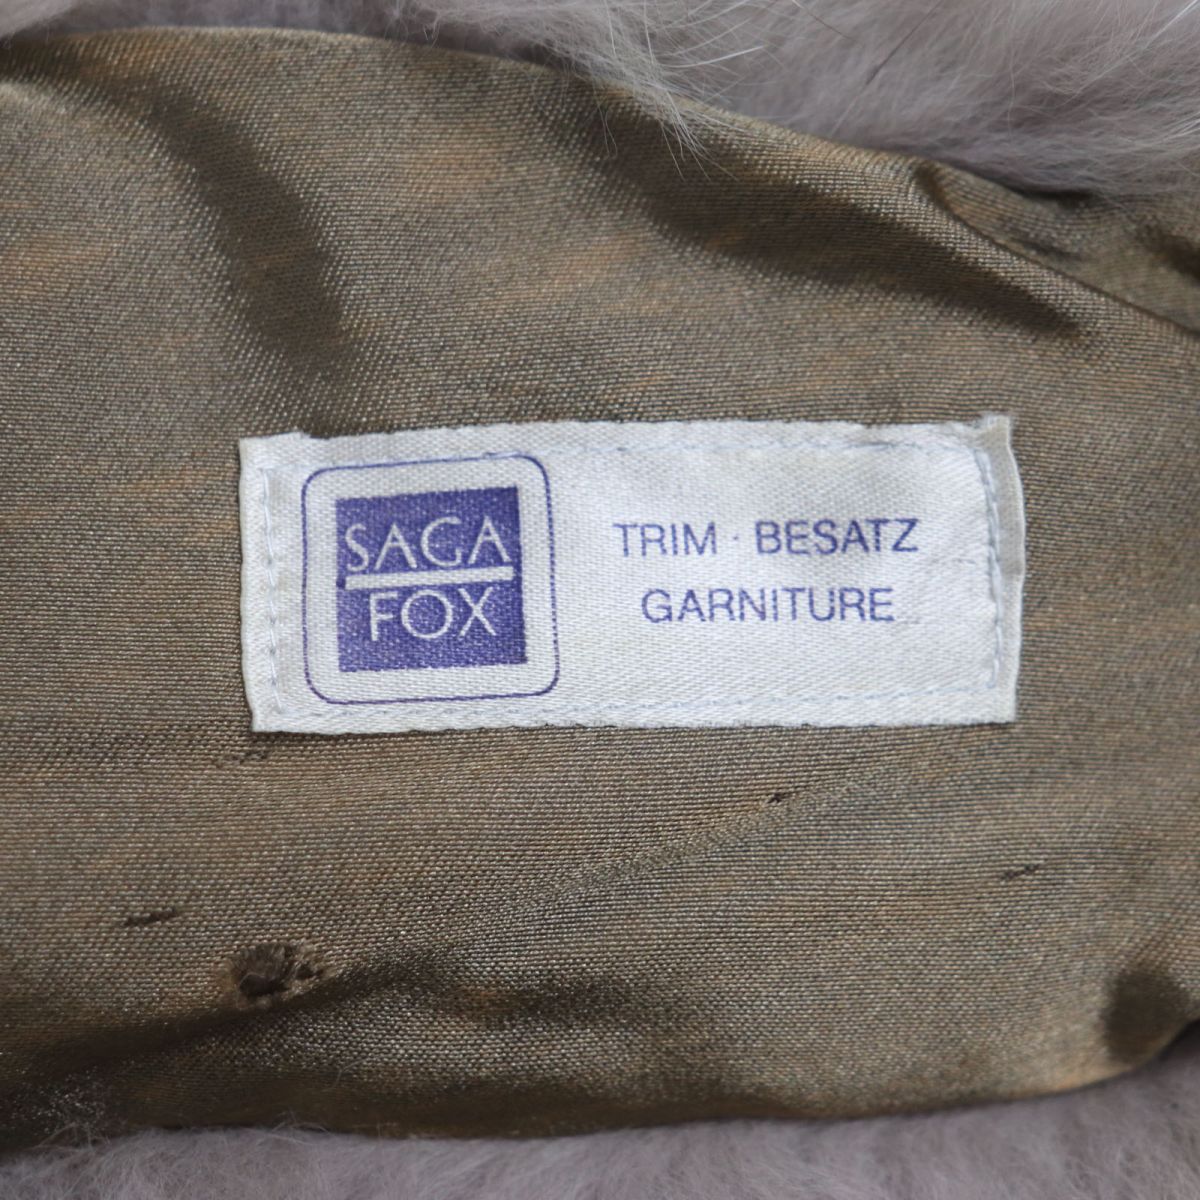 SAGA
FOX
TRIM · BESATZ
GARNITURE